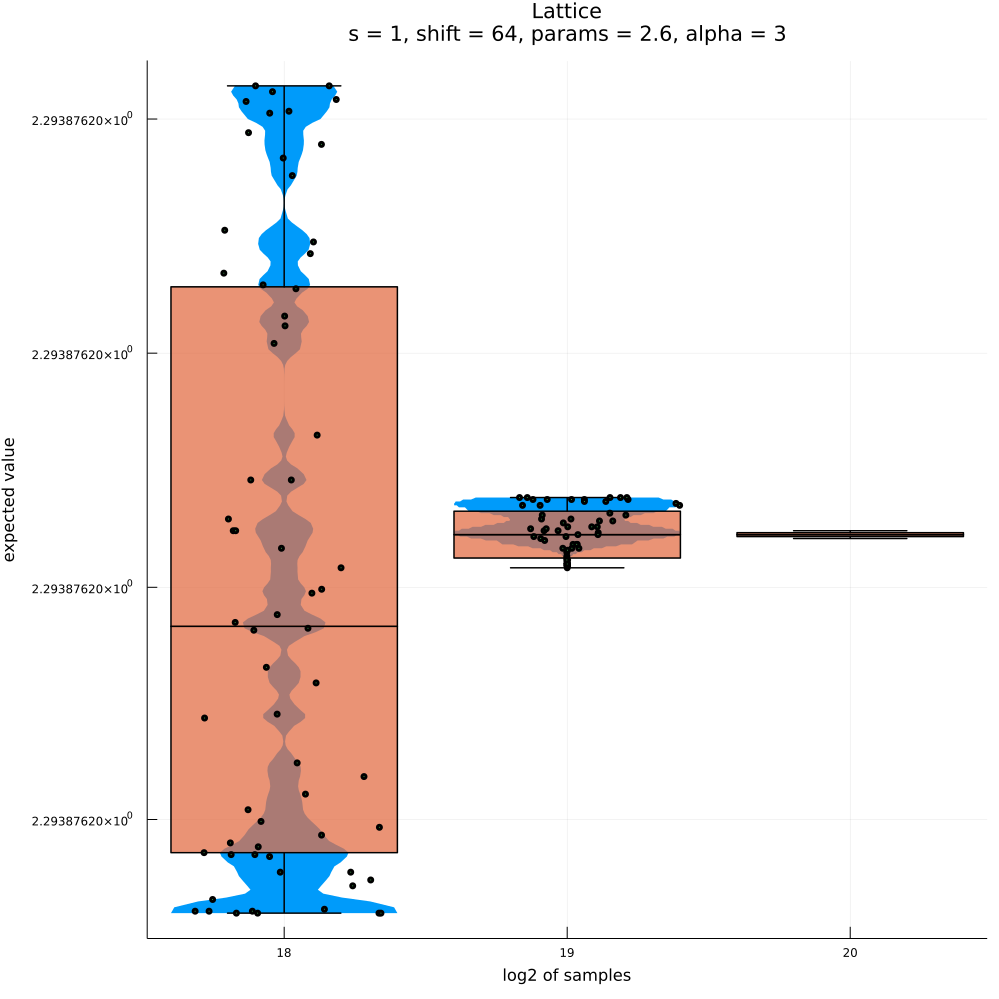 Lattice
s = 1, shift = 64, params = 2.6, alpha = 3
expected value
2.29387620×10⁰
2.29387620×10⁰
2.29387620×10⁰
2.29387620×10⁰
18 19 20
log2 of samples